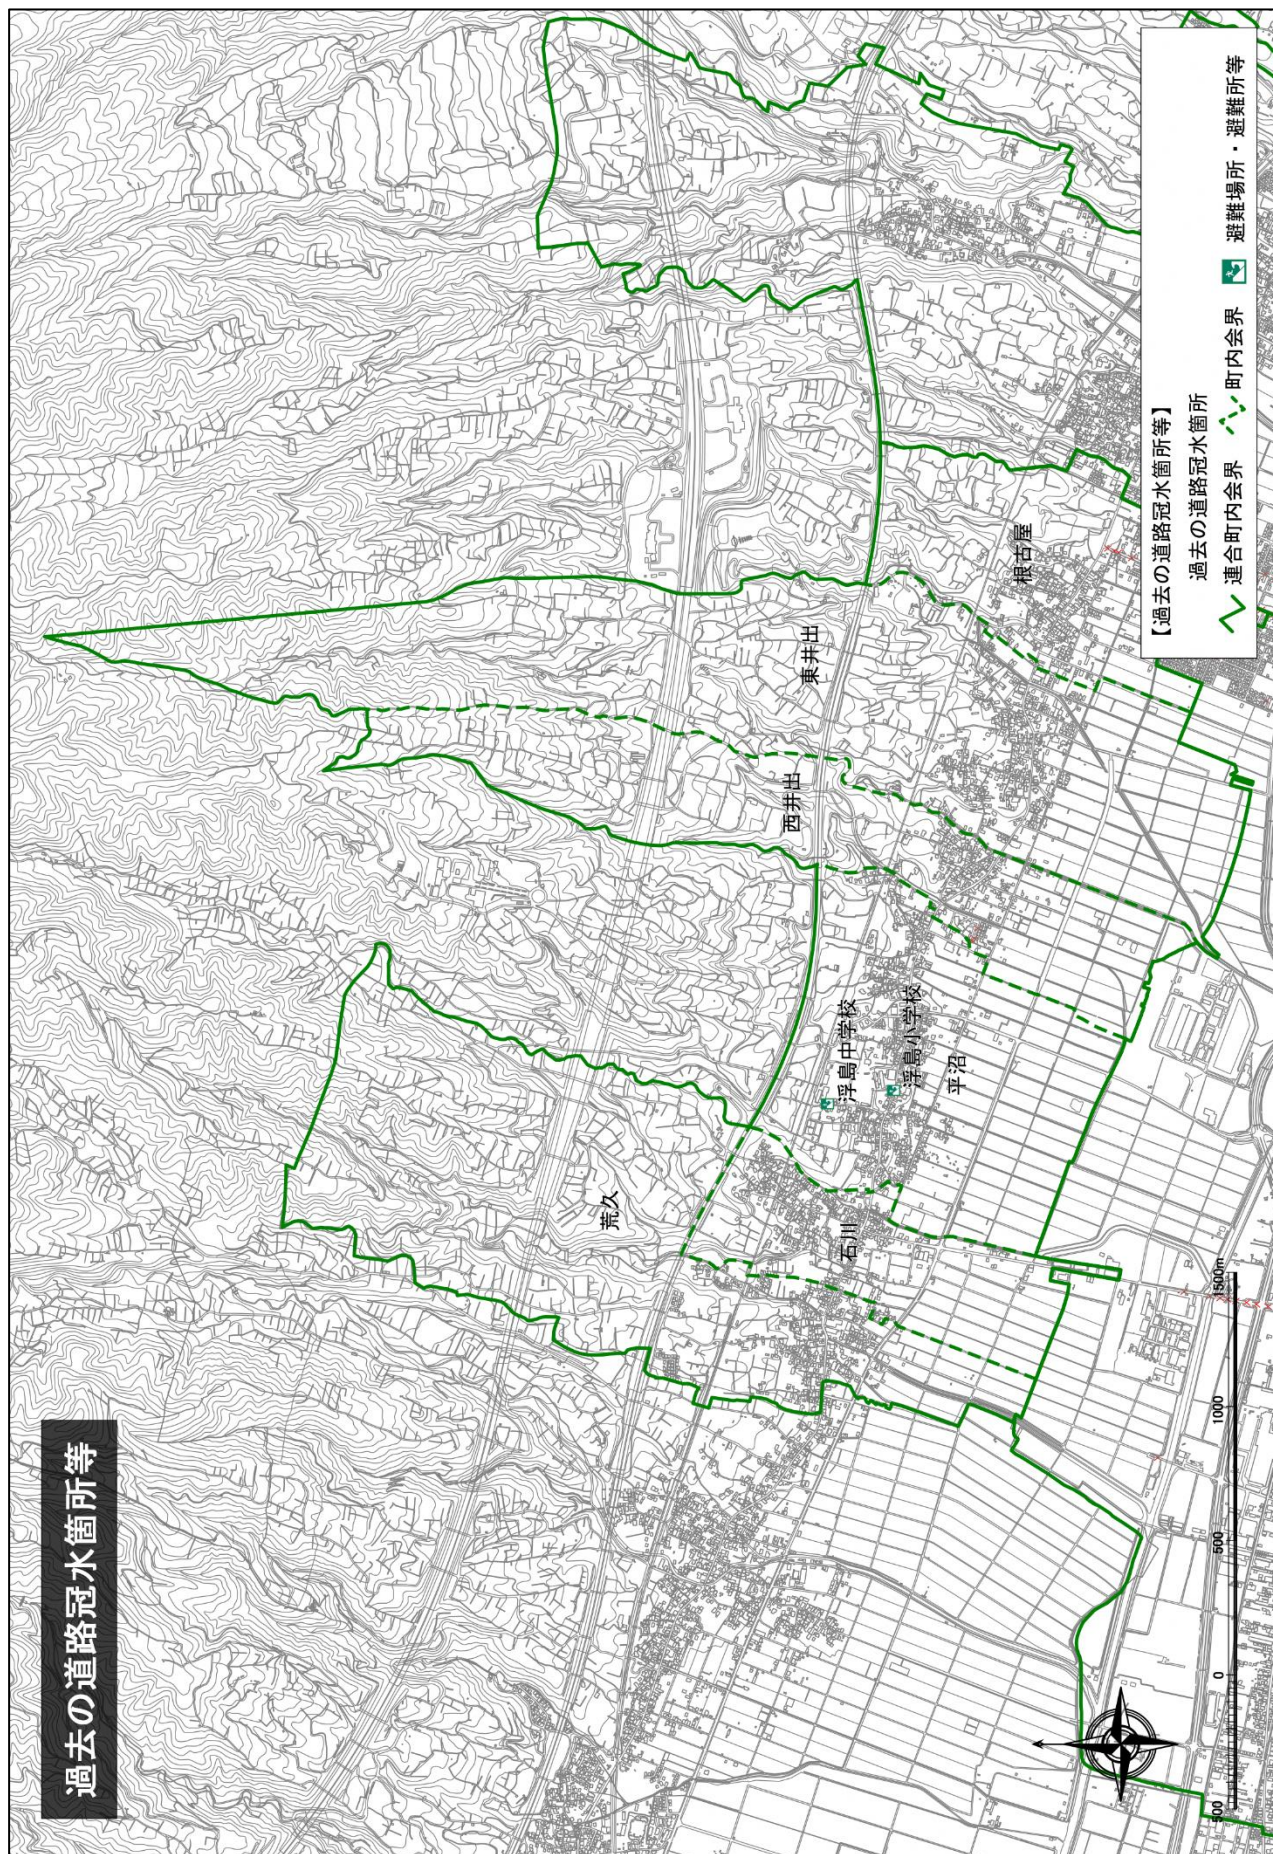 過去の道路冠水箇所等
荒久
石川
浮島中学校
浮島小学校
平沼
西井出
東井出
根古屋
【過去の道路冠水箇所等】
過去の道路冠水箇所
連合町内会界 町内会界 避難場所・避難所等
500 0 500 1000 1500m